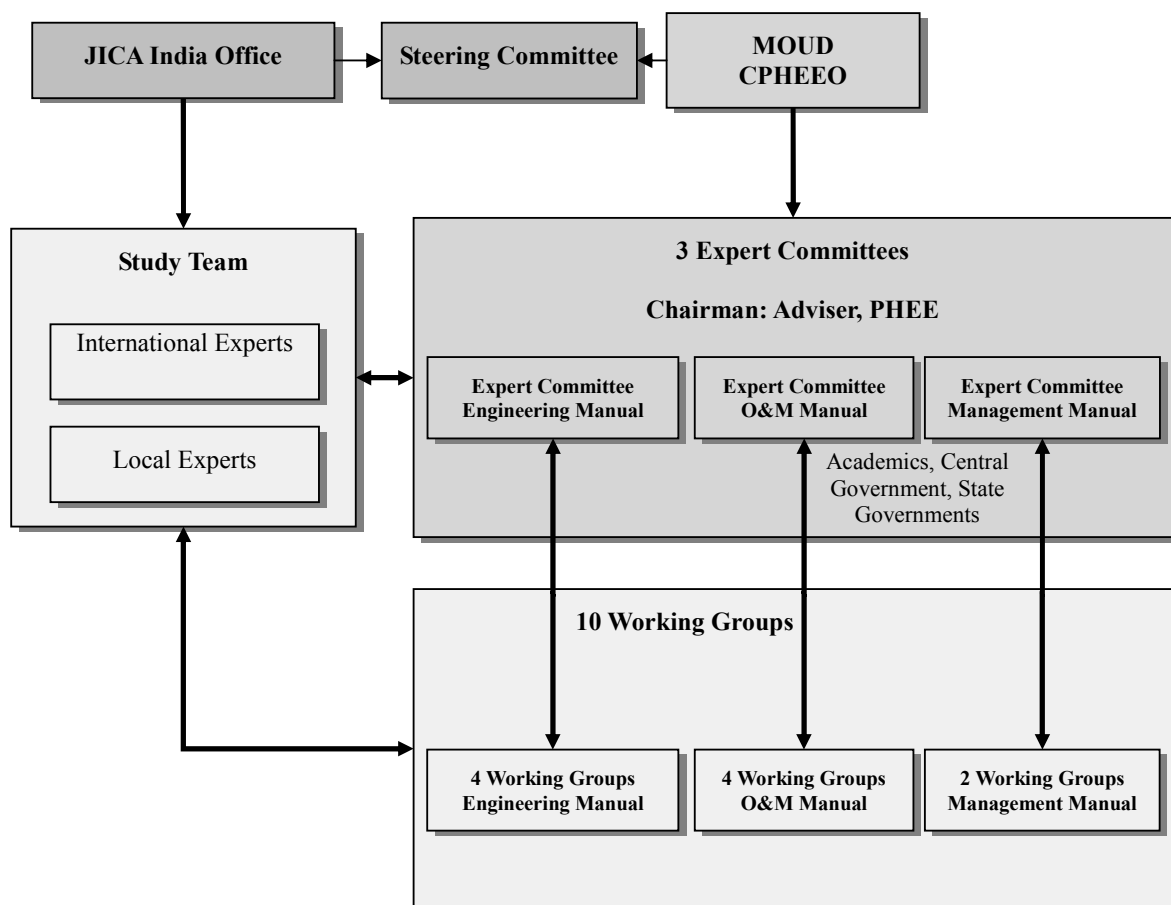 JICA India Office
Steering Committee
MOUD
CPHEEO
Study Team
International Experts
Local Experts
3 Expert Committees
Chairman: Adviser, PHEE
Expert Committee
Engineering Manual
Expert Committee
O&M Manual
Expert Committee
Management Manual
Academics, Central
Government, State
Governments
10 Working Groups
4 Working Groups
Engineering Manual
4 Working Groups
O&M Manual
2 Working Groups
Management Manual